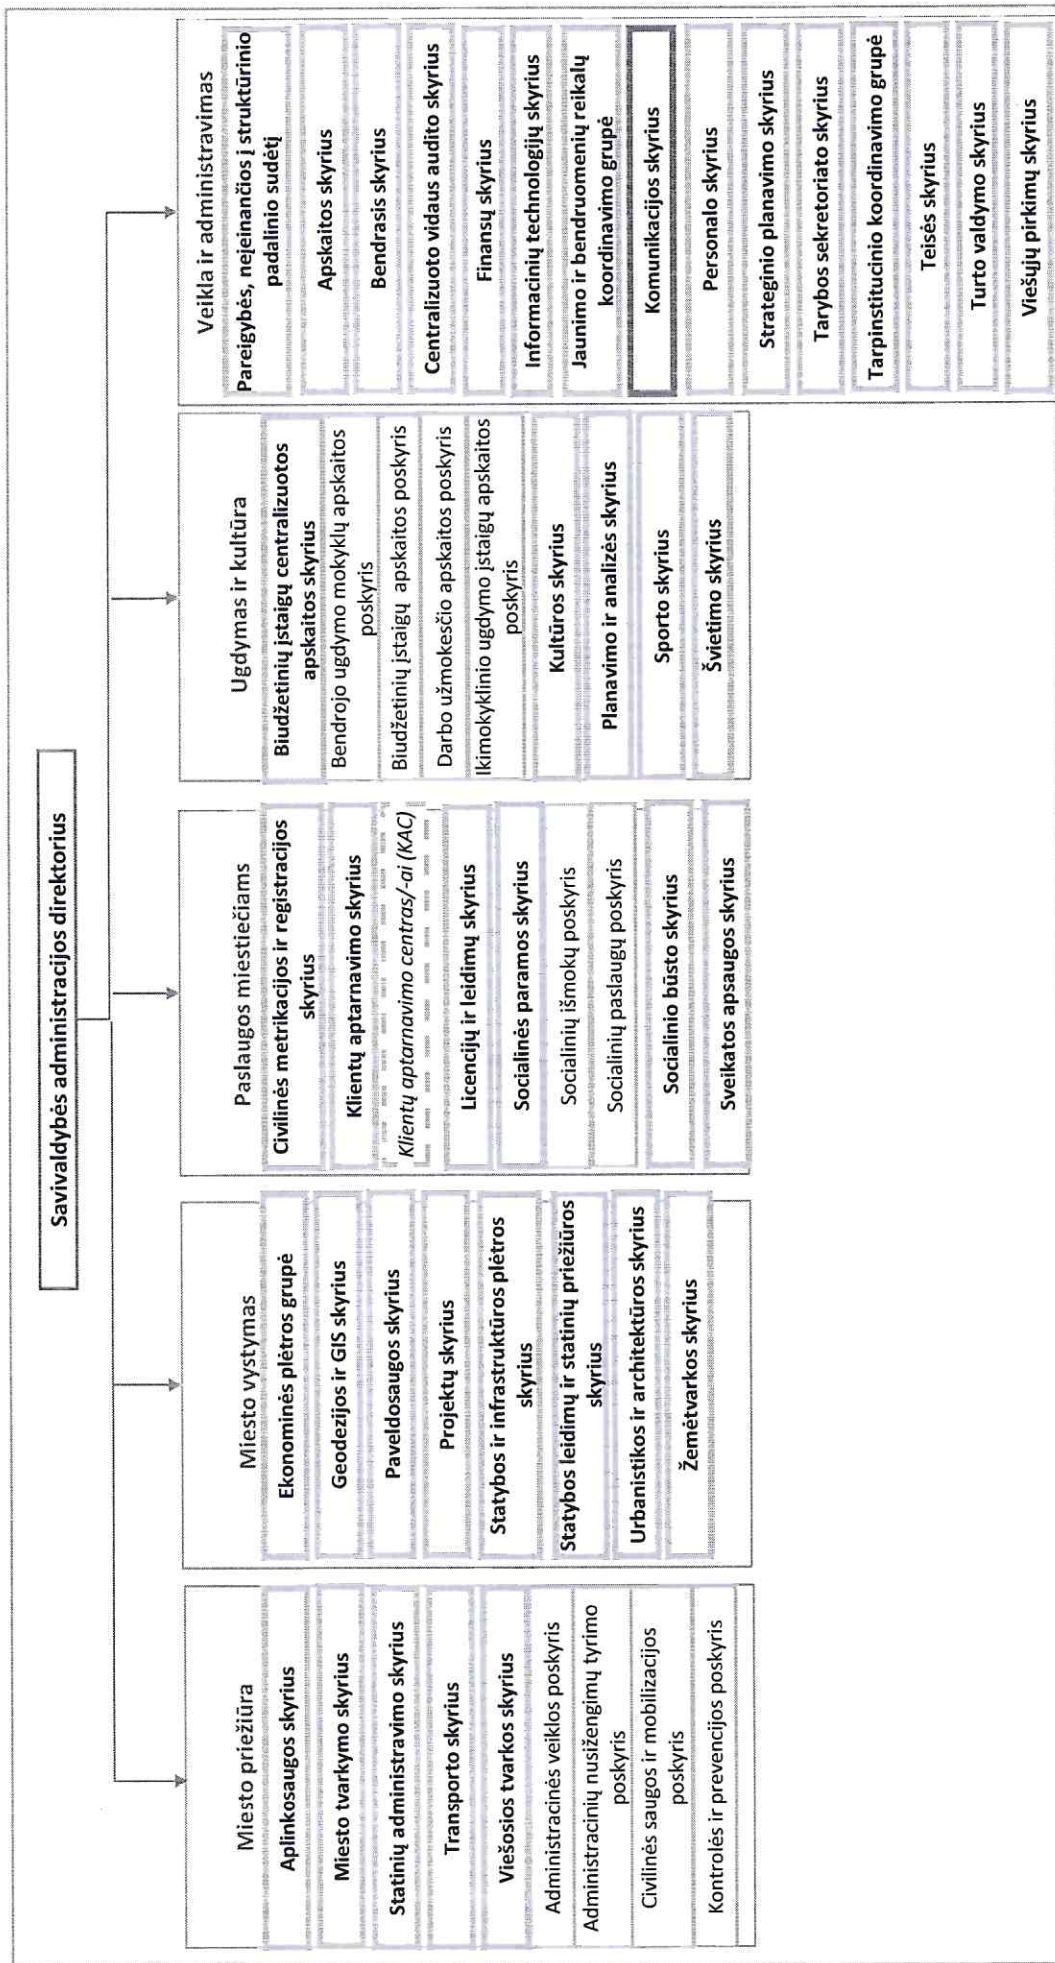 Savivaldybės administracijos direktorius
Miesto priežiūra
Aplinkosaugos skyrius
Miesto tvarkymo skyrius
Statinių administravimo skyrius
Transporto skyrius
Viešosios tvarkos skyrius
Administracinės veiklos poskyris
Administracinių nusižengimų tyrimo
poskyris
Civilinės saugos ir mobilizacijos
poskyris
Kontrolės ir prevencijos poskyris
Miesto vystymas
Ekonominės plėtros grupė
Geodezijos ir GIS skyrius
Paveldosaugos skyrius
Projektų skyrius
Statybos ir infrastruktūros plėtros
skyrius
Statybos leidimų ir statinių priežiūros
skyrius
Urbanistikos ir architektūros skyrius
Žemėtvarkos skyrius
Paslaugos miestiečiams
Civilinės metrikacijos ir registracijos
skyrius
Klientų aptarnavimo skyrius
Klientų aptarnavimo centras/-ai (KAC)
Licencijų ir leidimų skyrius
Socialinės paramos skyrius
Socialinių išmokų poskyris
Socialinių paslaugų poskyris
Socialinio būsto skyrius
Sveikatos apsaugos skyrius
Ugdymas ir kultūra
Biudžetinių įstaigų centralizuotos
apskaitos skyrius
Bendrojo ugdymo mokyklų apskaitos
poskyris
Biudžetinių įstaigų apskaitos poskyris
Darbo užmokesčio apskaitos poskyris
Ikimokyklinio ugdymo įstaigų apskaitos
poskyris
Kultūros skyrius
Planavimo ir analizės skyrius
Sporto skyrius
Švietimo skyrius
Veikla ir administravimas
Pareigybės, neįeinančios į struktūrinio
padalinio sudėtį
Apskaitos skyrius
Bendrasis skyrius
Centralizuoto vidaus audito skyrius
Finansų skyrius
Informacinių technologijų skyrius
Jaunimo ir bendruomenių reikalų
koordinavimo grupė
Komunikacijos skyrius
Personalo skyrius
Strateginio planavimo skyrius
Tarybos sekretoriato skyrius
Tarpinstitucinio koordinavimo grupė
Teisės skyrius
Turto valdymo skyrius
Viešųjų pirkimų skyrius